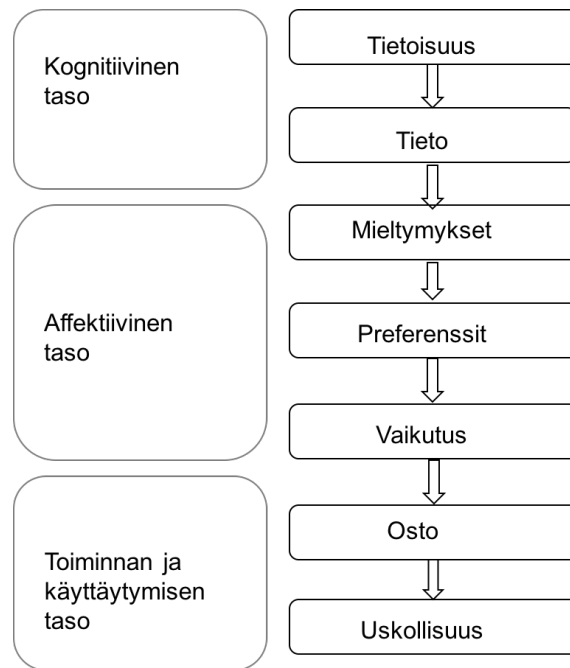 Kognitiivinen
taso
Tietoisuus
Tieto
Affektiivinen
taso
Mieltymykset
Preferenssit
Vaikutus
Toiminnan ja
käyttäytymisen
taso
Osto
Uskollisuus